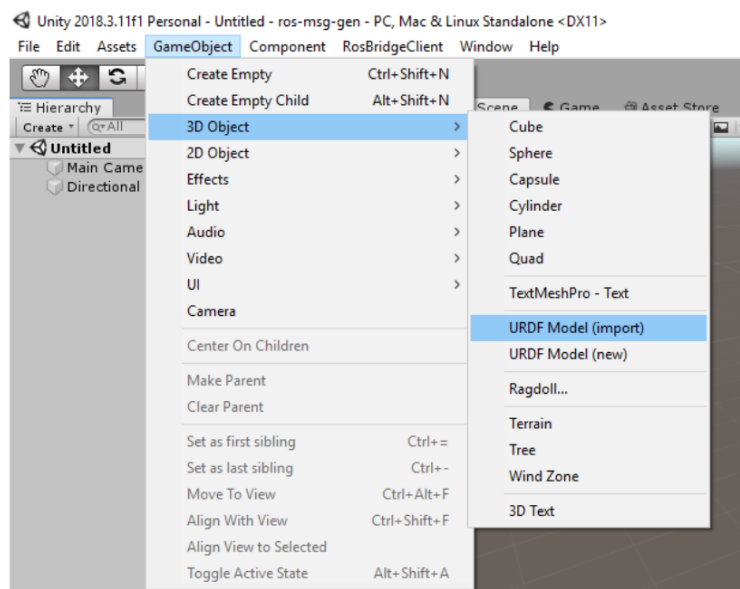 Unity 2018.3.11f1 Personal - Untitled - ros-msg-gen - PC, Mac & Linux Standalone <DX11>
File Edit Assets GameObject Component RosBridgeClient Window Help
Hierarchy
Create All
Untitled
Main Came
Directional
Create Empty Ctrl+Shift+N
Create Empty Child Alt+Shift+N
3D Object
2D Object
Effects
Light
Audio
Video
UI
Camera
Center On Children
Make Parent
Clear Parent
Set as first sibling Ctrl+=
Set as last sibling Ctrl+-
Move To View Ctrl+Alt+F
Align With View Ctrl+Shift+F
Align View to Selected
Toggle Active State Alt+Shift+A
Scene Game Asset Store
Cube
Sphere
Capsule
Cylinder
Plane
Quad
TextMeshPro - Text
URDF Model (import)
URDF Model (new)
Ragdoll...
Terrain
Tree
Wind Zone
3D Text